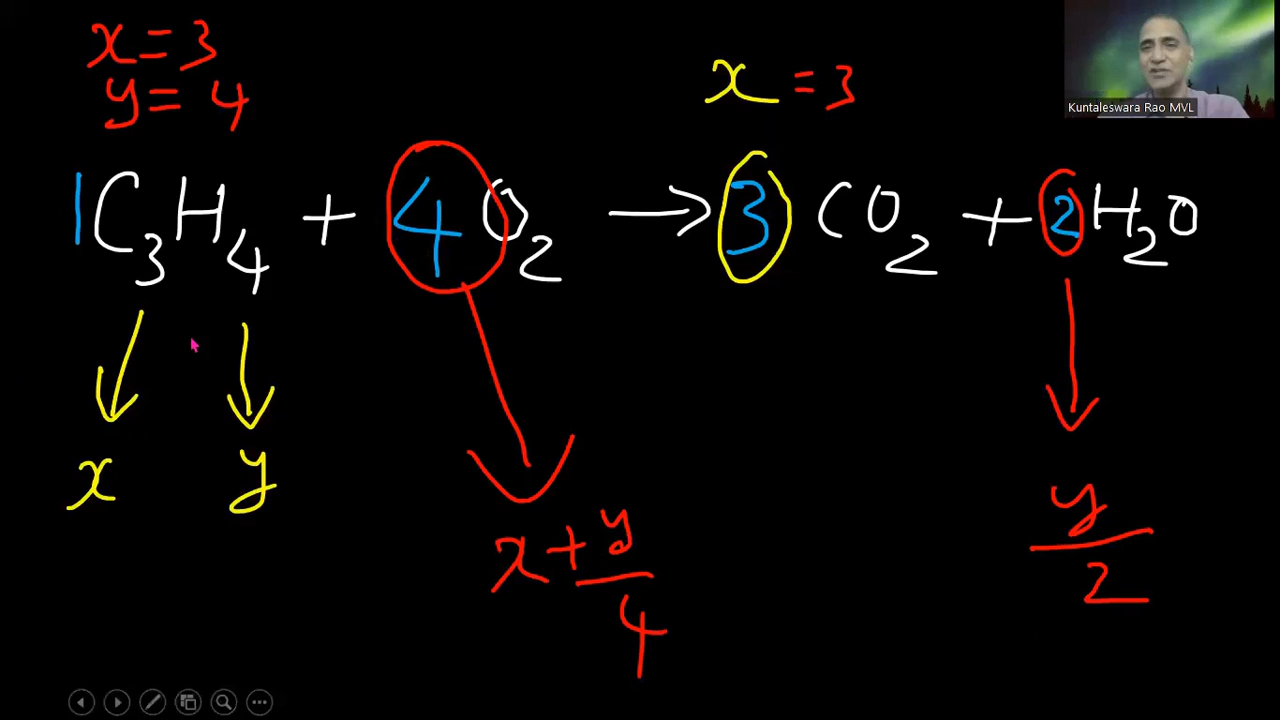 x = 3
y = 4
x = 3
Kuntaleswara Rao MVL
1C₃H₄ + 4O₂ → 3CO₂ + 2H₂O
x y
x + y/4
y/2